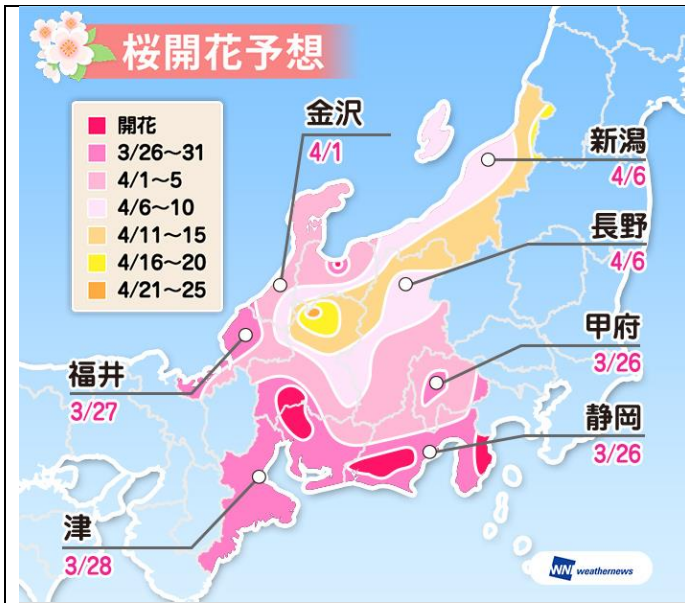 桜開花予想
開花
3/26〜31
4/1〜5
4/6〜10
4/11〜15
4/16〜20
4/21〜25
金沢
4/1
新潟
4/6
長野
4/6
甲府
3/26
静岡
3/26
福井
3/27
津
3/28
WNI weathernews